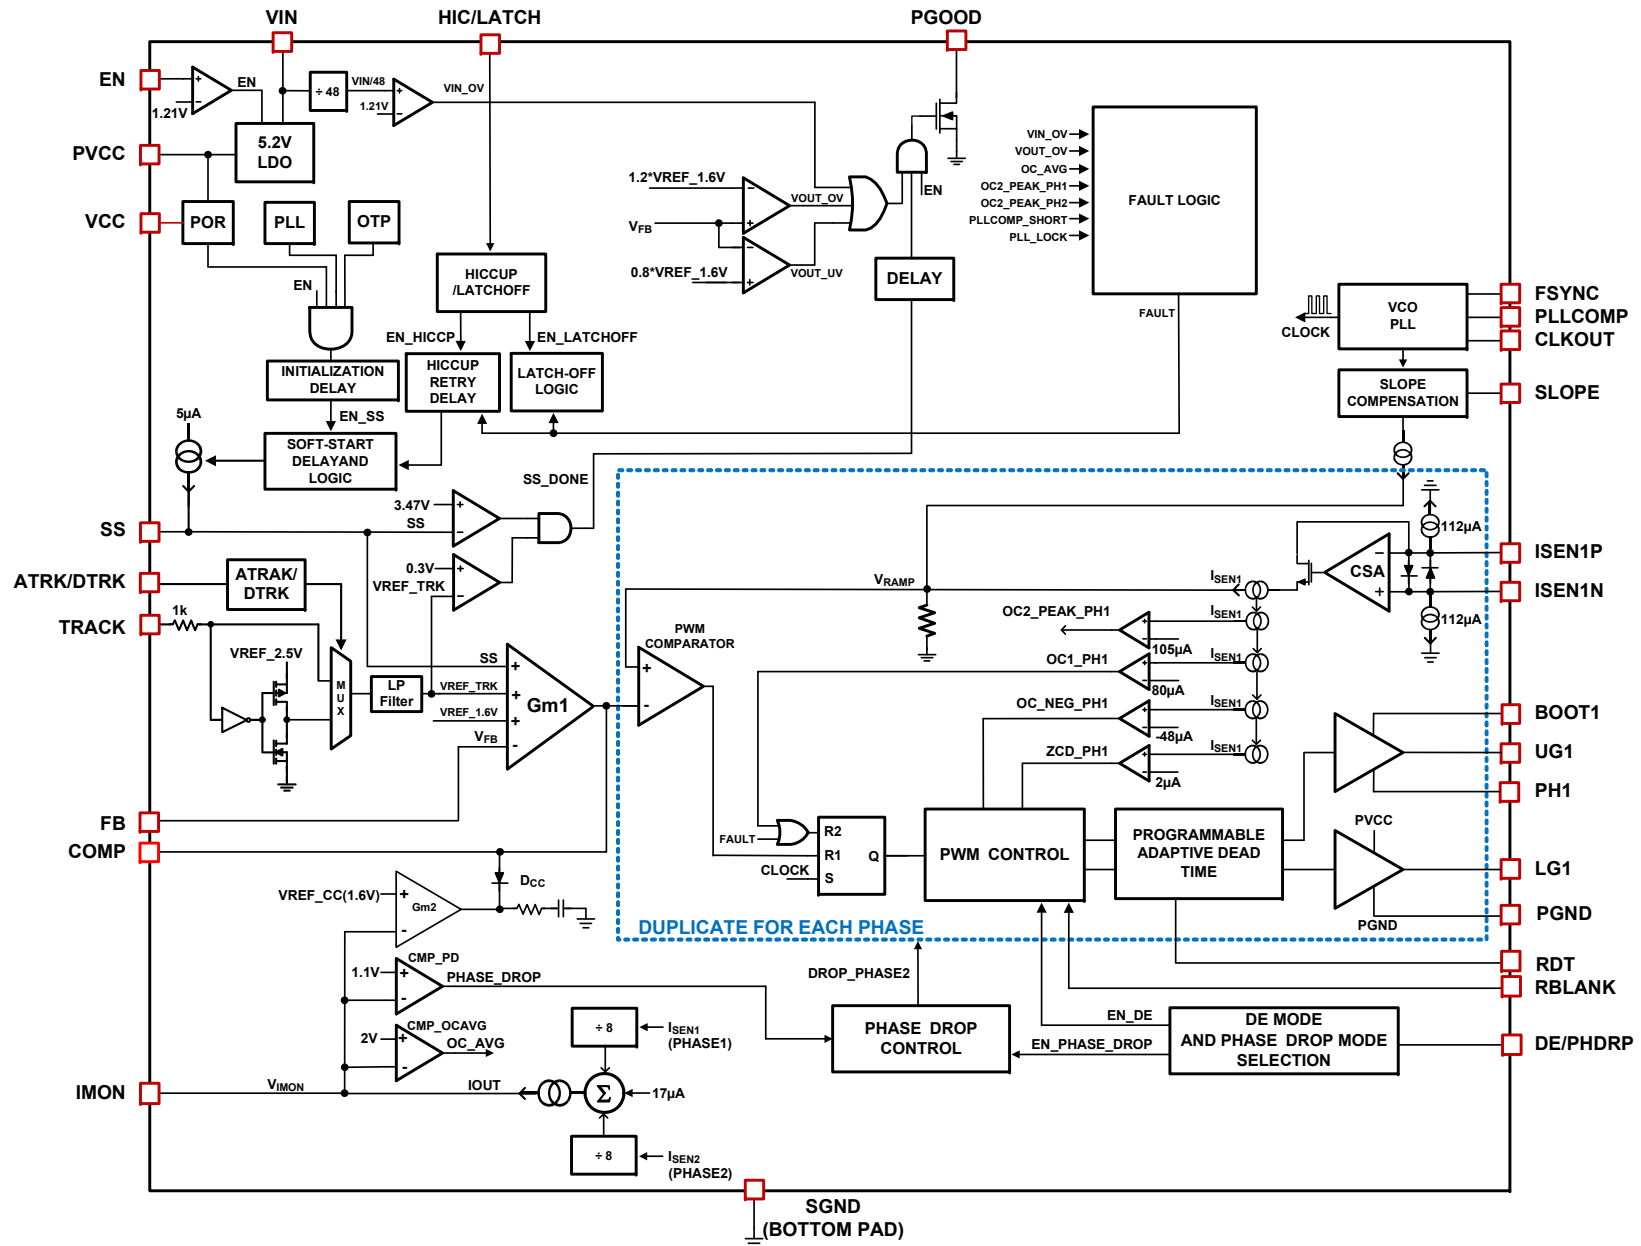 VIN
HIC/LATCH
PGOOD
EN
+
−
1.21V
EN
÷ 48
VIN/48
+
1.21V
−
VIN_OV
5.2V
LDO
PVCC
VCC
POR
PLL
OTP
EN
HICCUP
/LATCHOFF
EN_HICCP
EN_LATCHOFF
INITIALIZATION
DELAY
HICCUP
RETRY
DELAY
LATCH-OFF
LOGIC
EN_SS
5µA
SOFT-START
DELAYAND
LOGIC
1.2*VREF_1.6V
VFB
0.8*VREF_1.6V
−
+
−
+
VOUT_OV
VOUT_UV
EN
DELAY
VIN_OV
VOUT_OV
OC_AVG
OC2_PEAK_PH1
OC2_PEAK_PH2
PLLCOMP_SHORT
PLL_LOCK
FAULT LOGIC
FAULT
CLOCK
VCO
PLL
FSYNC
PLLCOMP
CLKOUT
SLOPE
COMPENSATION
SLOPE
SS_DONE
3.47V
SS
+
−
0.3V
VREF_TRK
+
−
SS
ATRK/DTRK
ATRAK/
DTRK
TRACK
1k
VREF_2.5V
M
U
X
LP
Filter
SS
VREF_TRK
VREF_1.6V
VFB
+
+
+
-
Gm1
PWM
COMPARATOR
+
-
VRAMP
ISEN1
ISEN1
ISEN1
ISEN1
ISEN1
OC2_PEAK_PH1
+
−
105µA
OC1_PH1
+
−
80µA
OC_NEG_PH1
+
−
-48µA
ZCD_PH1
+
−
2µA
CSA
−
+
112µA
112µA
ISEN1P
ISEN1N
BOOT1
UG1
PH1
PVCC
LG1
PGND
PGND
FAULT
CLOCK
R2
R1
S
Q
PWM CONTROL
PROGRAMMABLE
ADAPTIVE DEAD
TIME
DUPLICATE FOR EACH PHASE
RDT
RBLANK
FB
COMP
VREF_CC(1.6V)
+
-
Gm2
DCC
1.1V
+
-
CMP_PD
PHASE_DROP
2V
+
-
CMP_OCAVG
OC_AVG
IMON
VIMON
IOUT
÷ 8
ISEN1
(PHASE1)
Σ
17µA
÷ 8
ISEN2
(PHASE2)
DROP_PHASE2
PHASE DROP
CONTROL
EN_DE
EN_PHASE_DROP
DE MODE
AND PHASE DROP MODE
SELECTION
DE/PHDRP
SGND
(BOTTOM PAD)